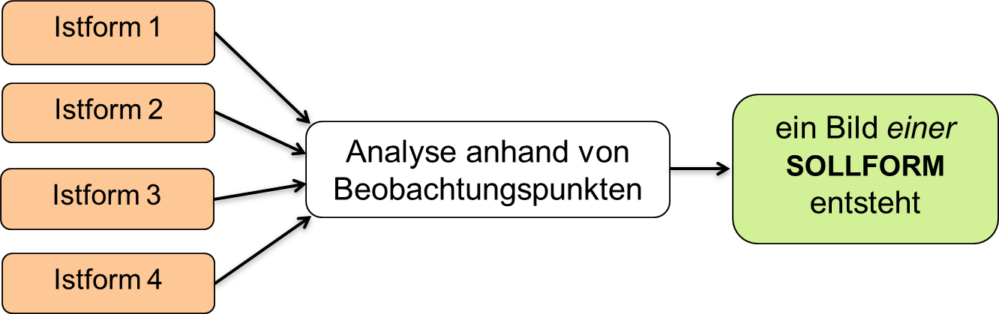 Istform 1
Istform 2
Istform 3
Istform 4
Analyse anhand von
Beobachtungspunkten
ein Bild einer
SOLLFORM
entsteht